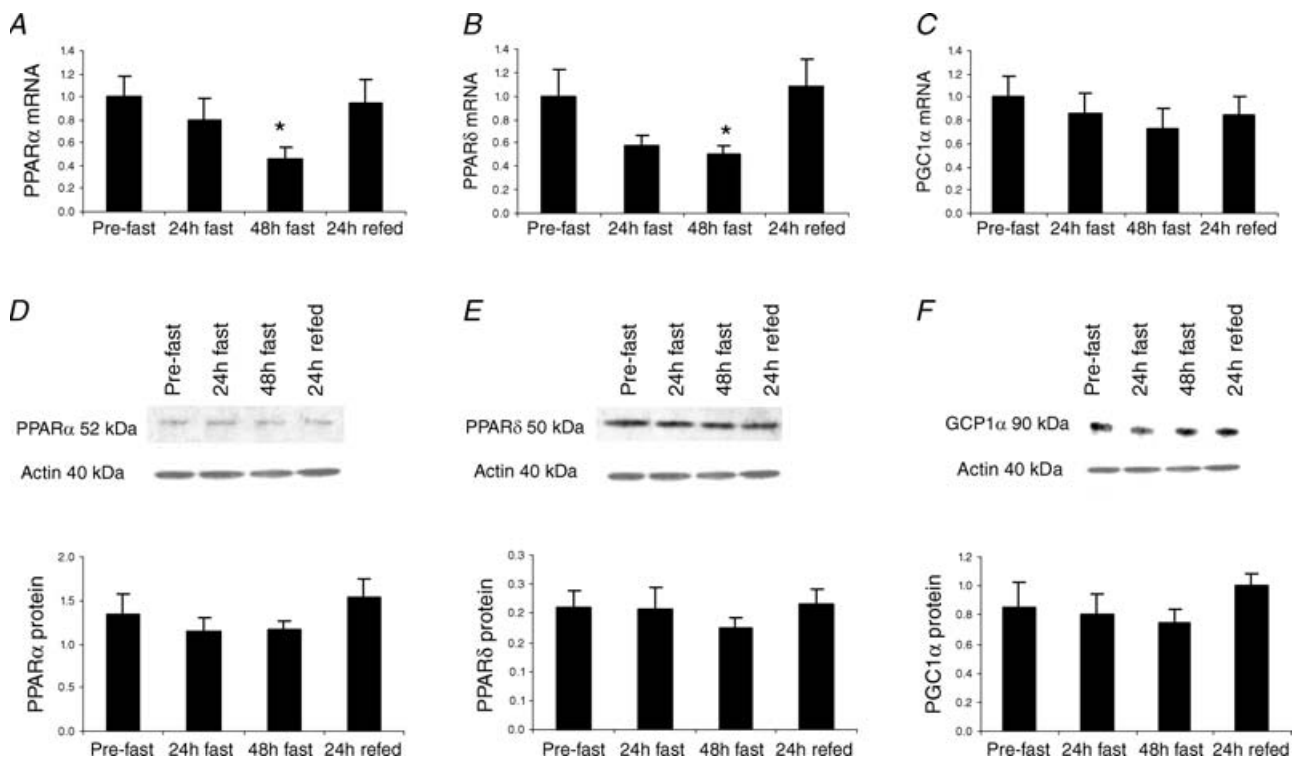 A
PPARα mRNA
1.4
1.2
1.0
0.8
0.6
0.4
0.2
0.0
*
Pre-fast 24h fast 48h fast 24h refed
B
PPARδ mRNA
1.4
1.2
1.0
0.8
0.6
0.4
0.2
0.0
*
Pre-fast 24h fast 48h fast 24h refed
C
PGC1α mRNA
1.4
1.2
1.0
0.8
0.6
0.4
0.2
0.0
Pre-fast 24h fast 48h fast 24h refed
D
Pre-fast
24h fast
48h fast
24h refed
PPARα 52 kDa
Actin 40 kDa
PPARα protein
2.0
1.5
1.0
0.5
0.0
Pre-fast 24h fast 48h fast 24h refed
E
Pre-fast
24h fast
48h fast
24h refed
PPARδ 50 kDa
Actin 40 kDa
PPARδ protein
0.3
0.3
0.2
0.2
0.1
0.1
0.0
Pre-fast 24h fast 48h fast 24h refed
F
Pre-fast
24h fast
48h fast
24h refed
GCP1α 90 kDa
Actin 40 kDa
PGC1α protein
1.2
1.0
0.8
0.6
0.4
0.2
0.0
Pre-fast 24h fast 48h fast 24h refed